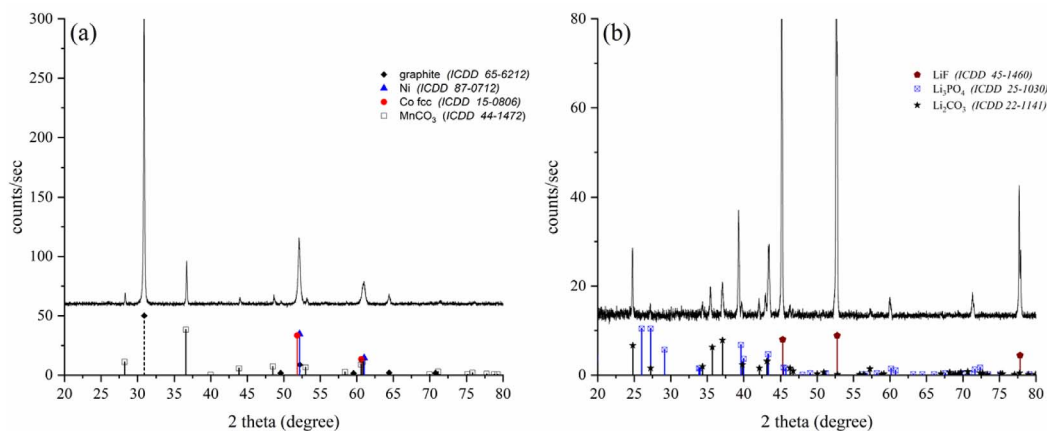 (a)
300
250
200
150
100
50
0
counts/sec
graphite (ICDD 65-6212)
Ni (ICDD 87-0712)
Co fcc (ICDD 15-0806)
MnCO₃ (ICDD 44-1472)
20 25 30 35 40 45 50 55 60 65 70 75 80
2 theta (degree)
(b)
80
60
40
20
0
counts/sec
LiF (ICDD 45-1460)
Li₃PO₄ (ICDD 25-1030)
Li₂CO₃ (ICDD 22-1141)
20 25 30 35 40 45 50 55 60 65 70 75 80
2 theta (degree)